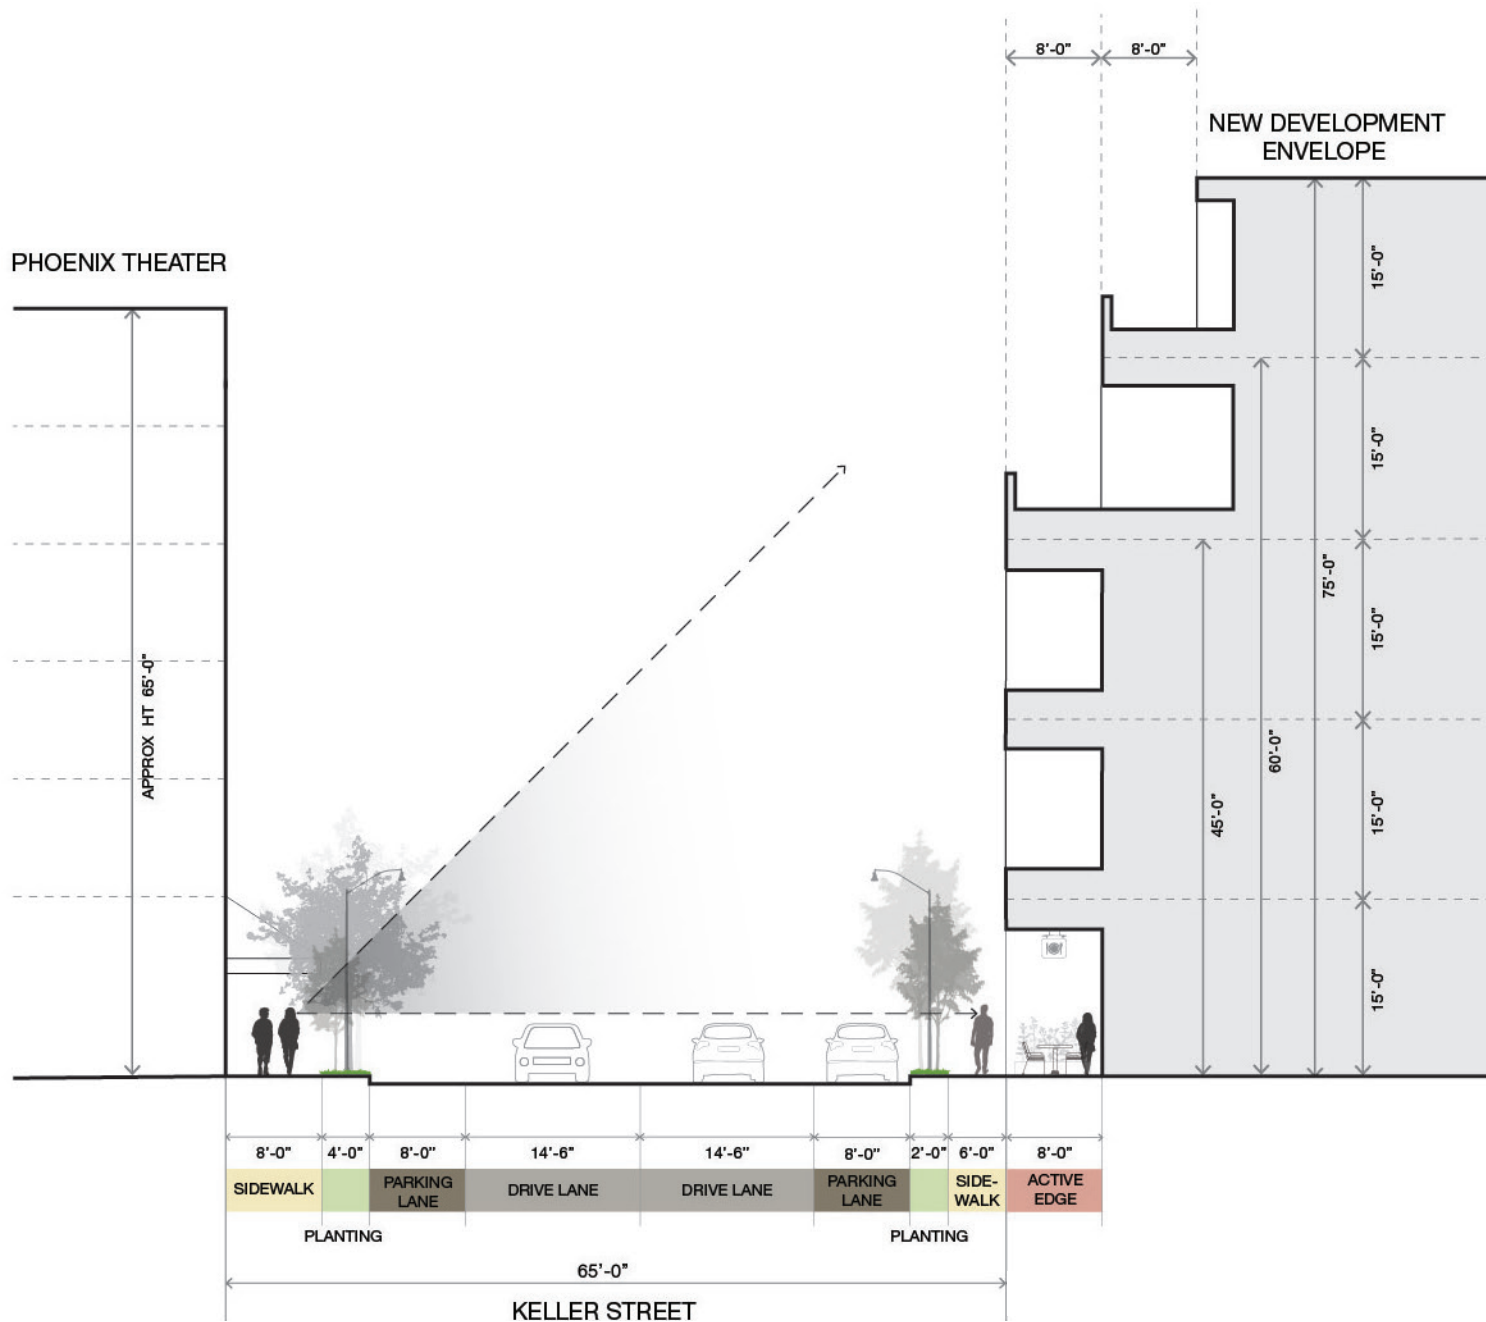 8'-0"
8'-0"
NEW DEVELOPMENT
ENVELOPE
PHOENIX THEATER
15'-0"
15'-0"
15'-0"
15'-0"
15'-0"
75'-0"
60'-0"
45'-0"
APPROX HT 65'-0"
8'-0"
4'-0"
8'-0"
14'-6"
14'-6"
8'-0"
2'-0"
6'-0"
8'-0"
SIDEWALK
PARKING
LANE
DRIVE LANE
DRIVE LANE
PARKING
LANE
SIDE-
WALK
ACTIVE
EDGE
PLANTING
PLANTING
65'-0"
KELLER STREET